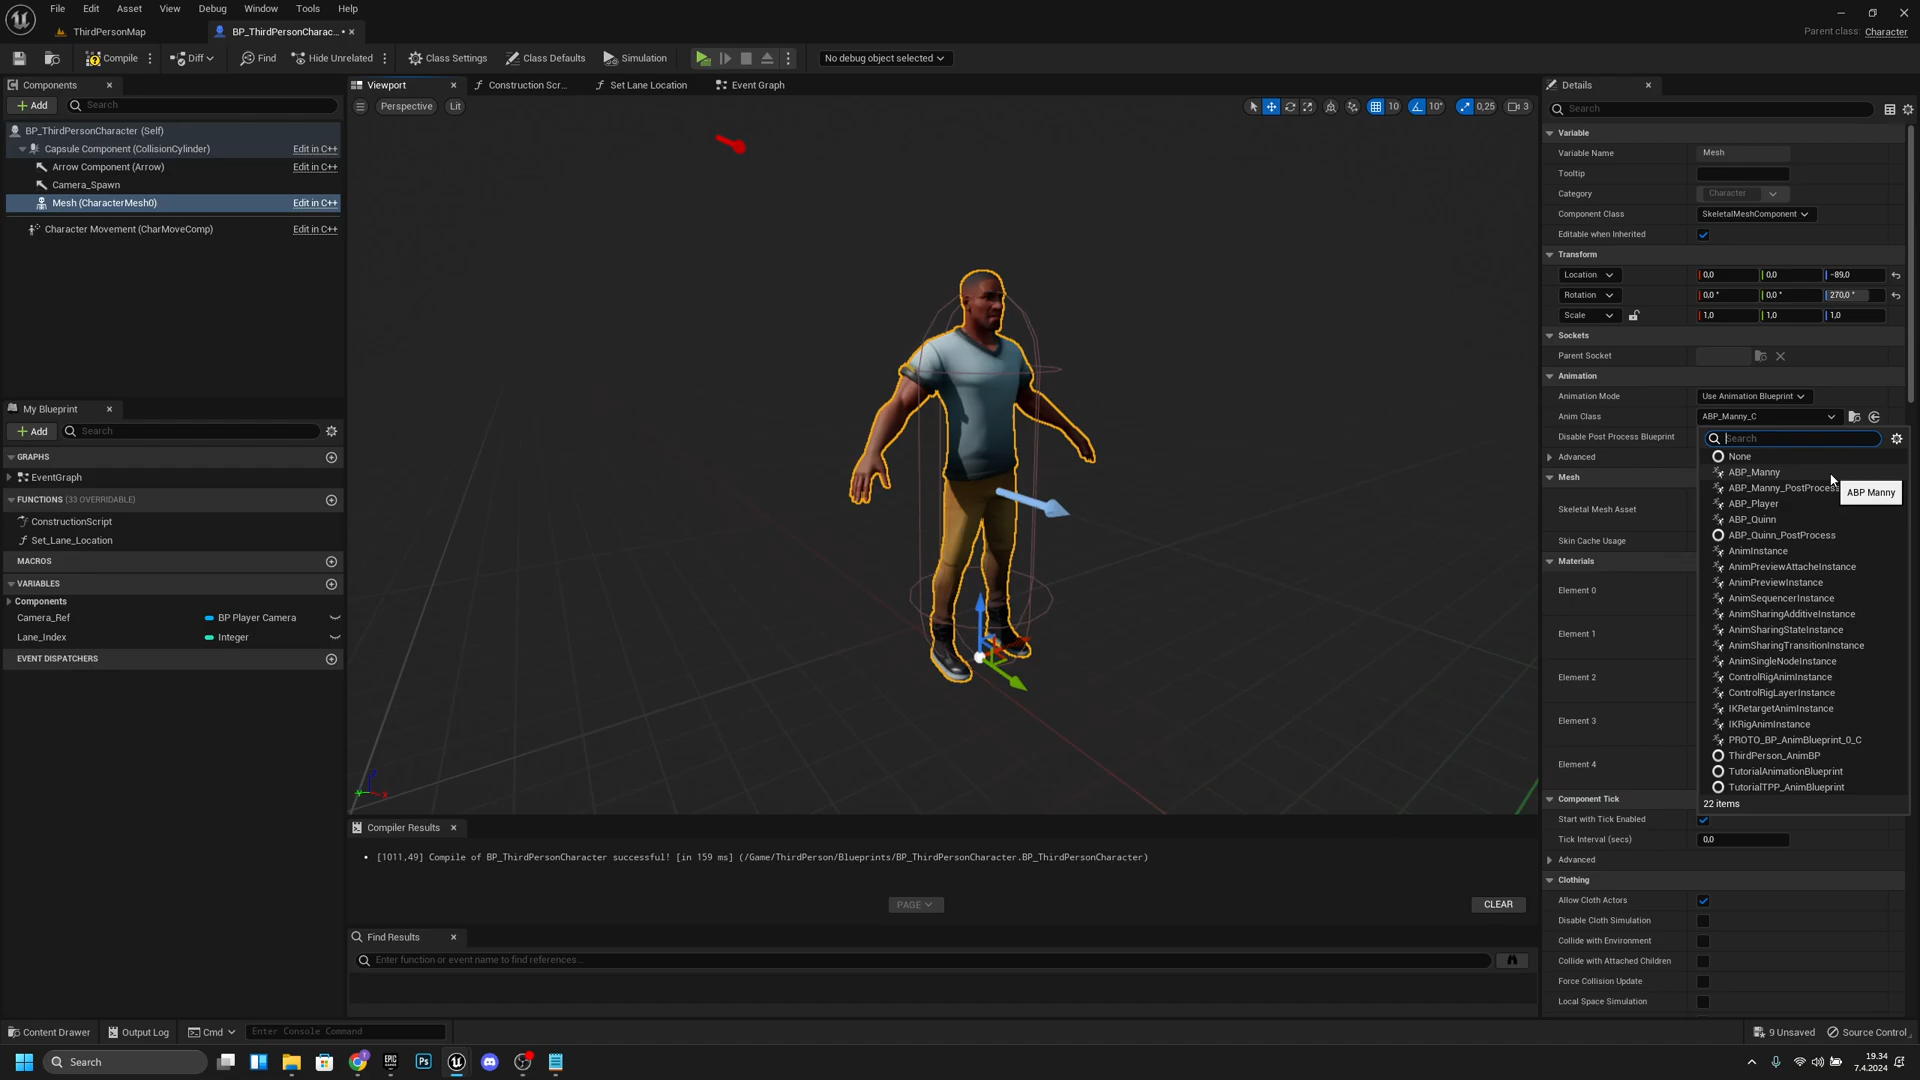 File Edit Asset View Debug Window Tools Help
ThirdPersonMap
BP_ThirdPersonCharac...
Parent class: Character
Compile
Diff
Find
Hide Unrelated
Class Settings
Class Defaults
Simulation
No debug object selected
Components
Add
Search
BP_ThirdPersonCharacter (Self)
Capsule Component (CollisionCylinder) Edit in C++
Arrow Component (Arrow) Edit in C++
Camera_Spawn
Mesh (CharacterMesh0) Edit in C++
Character Movement (CharMoveComp) Edit in C++
My Blueprint
Add
Search
GRAPHS
EventGraph
FUNCTIONS (33 OVERRIDABLE)
ConstructionScript
Set_Lane_Location
MACROS
VARIABLES
Components
Camera_Ref BP Player Camera
Lane_Index Integer
EVENT DISPATCHERS
Viewport
Construction Scr...
Set Lane Location
Event Graph
Perspective
Lit
10
10°
0,25
3
Compiler Results
[1011,49] Compile of BP_ThirdPersonCharacter successful! [in 159 ms] (/Game/ThirdPerson/Blueprints/BP_ThirdPersonCharacter.BP_ThirdPersonCharacter)
PAGE
CLEAR
Find Results
Enter function or event name to find references...
Details
Search
Variable
Variable Name Mesh
Tooltip
Category Character
Component Class SkeletalMeshComponent
Editable when Inherited
Transform
Location 0,0 0,0 -89,0
Rotation 0,0 ° 0,0 ° 270,0 °
Scale 1,0 1,0 1,0
Sockets
Parent Socket
Animation
Animation Mode Use Animation Blueprint
Anim Class ABP_Manny_C
Disable Post Process Blueprint
Advanced
Mesh
Skeletal Mesh Asset
Skin Cache Usage
Materials
Element 0
Element 1
Element 2
Element 3
Element 4
Search
None
ABP_Manny
ABP_Manny_PostProcess
ABP Manny
ABP_Player
ABP_Quinn
ABP_Quinn_PostProcess
AnimInstance
AnimPreviewAttacheInstance
AnimPreviewInstance
AnimSequencerInstance
AnimSharingAdditiveInstance
AnimSharingStateInstance
AnimSharingTransitionInstance
AnimSingleNodeInstance
ControlRigAnimInstance
ControlRigLayerInstance
IKRetargetAnimInstance
IKRigAnimInstance
PROTO_BP_AnimBlueprint_0_C
ThirdPerson_AnimBP
TutorialAnimationBlueprint
TutorialTPP_AnimBlueprint
22 items
Component Tick
Start with Tick Enabled
Tick Interval (secs) 0,0
Advanced
Clothing
Allow Cloth Actors
Disable Cloth Simulation
Collide with Environment
Collide with Attached Children
Force Collision Update
Local Space Simulation
Content Drawer
Output Log
Cmd
Enter Console Command
9 Unsaved
Source Control
Search
19.34
7.4.2024